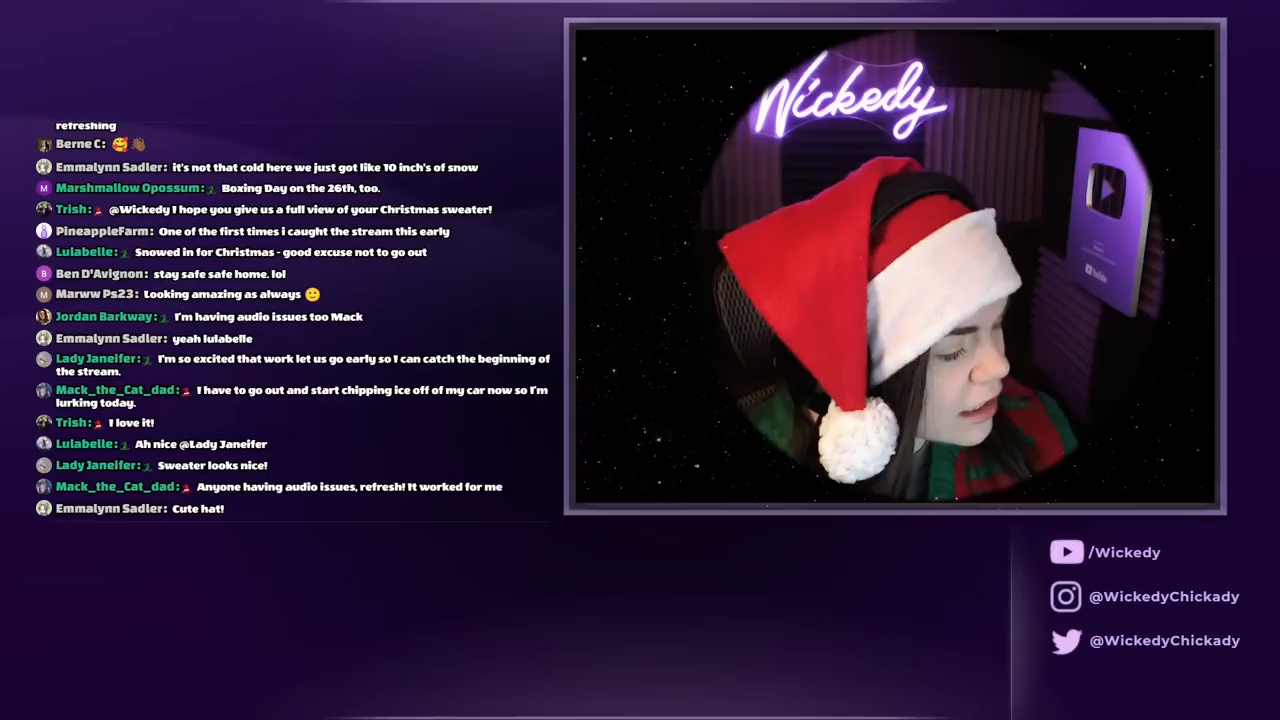 refreshing
Berne C: 🥰 👋🏾
Emmalynn Sadler: it's not that cold here we just got like 10 inch's of snow
M Marshmallow Opossum: Boxing Day on the 26th, too.
Trish: @Wickedy I hope you give us a full view of your Christmas sweater!
PineappleFarm: One of the first times i caught the stream this early
Lulabelle: Snowed in for Christmas - good excuse not to go out
B Ben D'Avignon: stay safe safe home. lol
M Marww Ps23: Looking amazing as always 🙂
Jordan Barkway: I'm having audio issues too Mack
Emmalynn Sadler: yeah lulabelle
Lady Janeifer: I'm so excited that work let us go early so I can catch the beginning of
the stream.
Mack_the_Cat_dad: I have to go out and start chipping ice off of my car now so I'm
lurking today.
Trish: I love it!
Lulabelle: Ah nice @Lady Janeifer
Lady Janeifer: Sweater looks nice!
Mack_the_Cat_dad: Anyone having audio issues, refresh! It worked for me
Emmalynn Sadler: Cute hat!
Wickedy
YouTube
/Wickedy
@WickedyChickady
@WickedyChickady